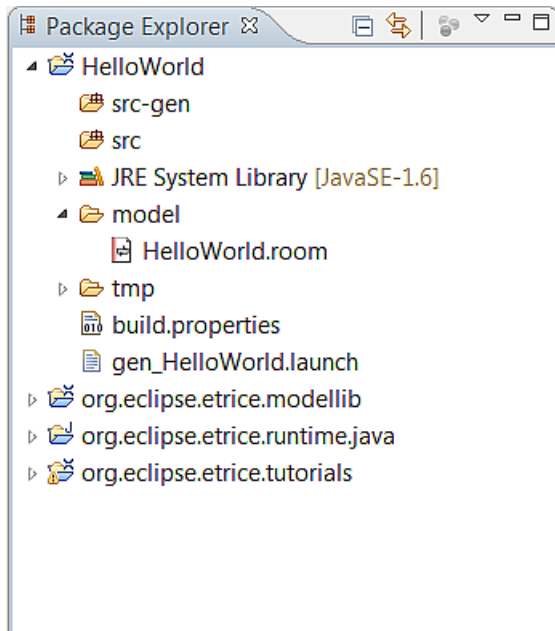 Package Explorer
HelloWorld
src-gen
src
JRE System Library [JavaSE-1.6]
model
HelloWorld.room
tmp
build.properties
gen_HelloWorld.launch
org.eclipse.etrice.modellib
org.eclipse.etrice.runtime.java
org.eclipse.etrice.tutorials